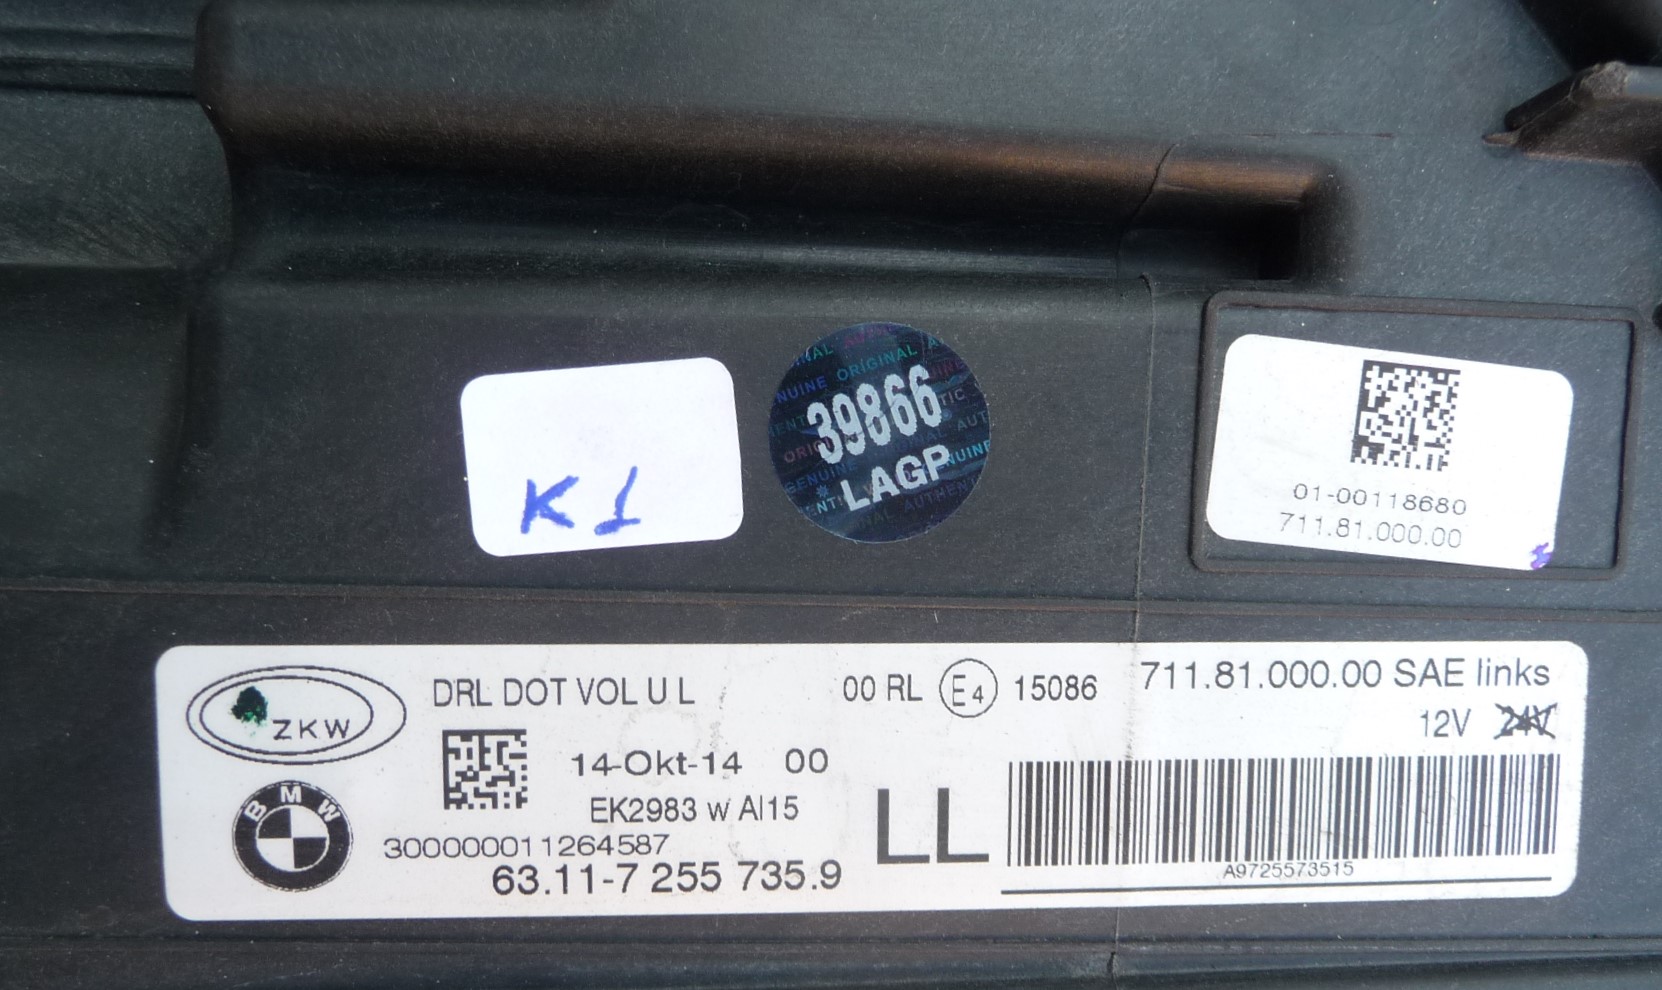 K1
ORIGINAL
GENUINE
39866
LAGP
01-00118680
711.81.000.00
ZKW
DRL DOT VOL U L
00 RL E4 15086
711.81.000.00 SAE links
12V 24V
14-Okt-14 00
EK2983 w Al15
BMW
300000011264587
63.11-7 255 735.9
LL
A9725573515